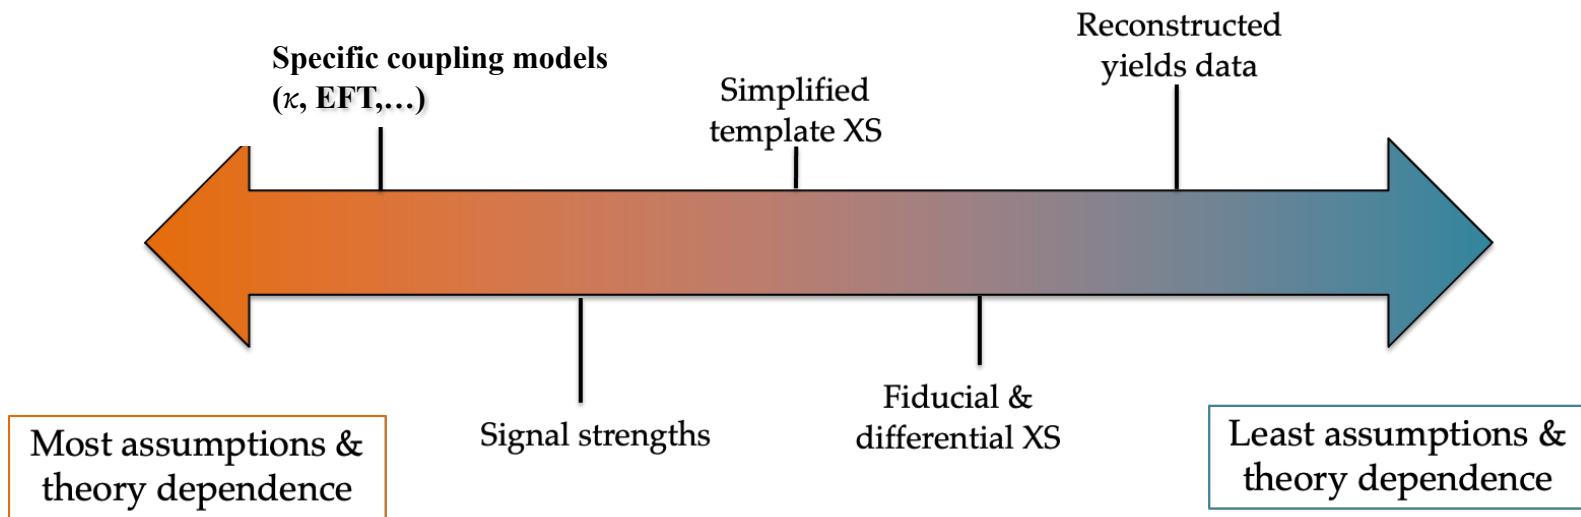 Specific coupling models
(κ, EFT,...)
Simplified
template XS
Reconstructed
yields data
Signal strengths
Fiducial &
differential XS
Most assumptions &
theory dependence
Least assumptions &
theory dependence